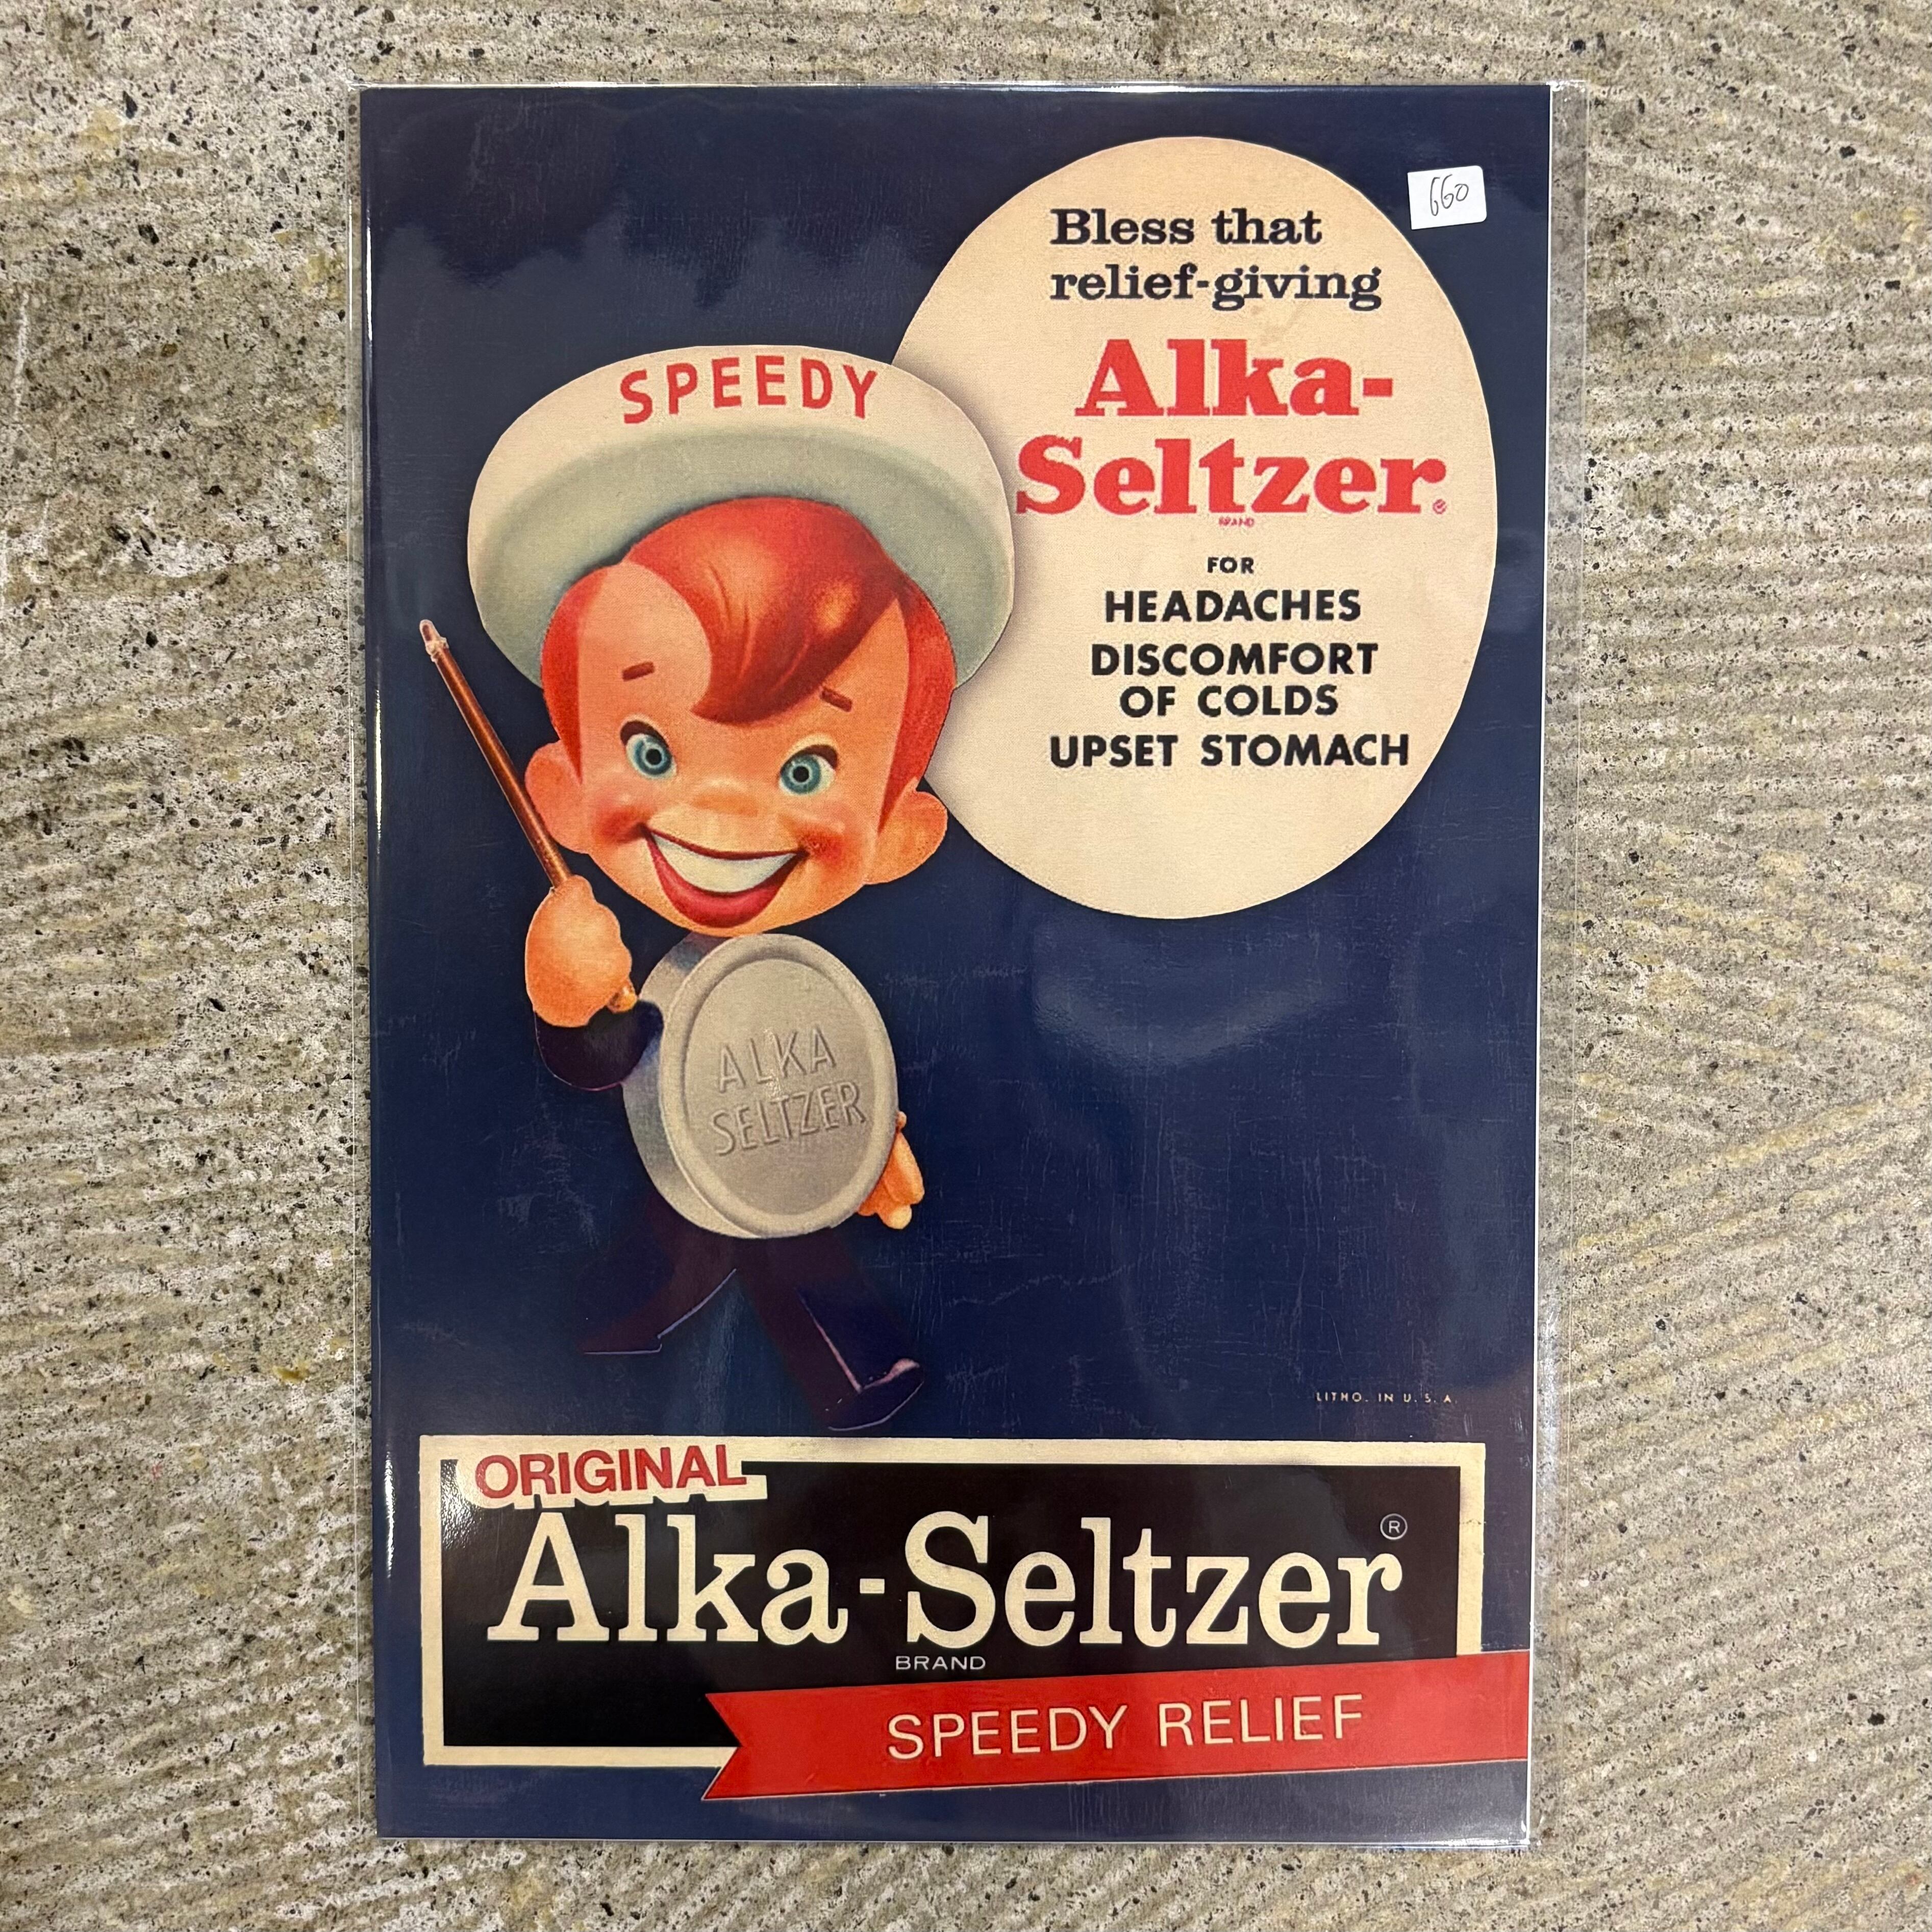 660
Bless that
relief-giving
Alka-
Seltzer®
BRAND
FOR
HEADACHES
DISCOMFORT
OF COLDS
UPSET STOMACH
SPEEDY
ALKA
SELTZER
LITHO. IN U.S.A.
ORIGINAL
Alka-Seltzer®
BRAND
SPEEDY RELIEF